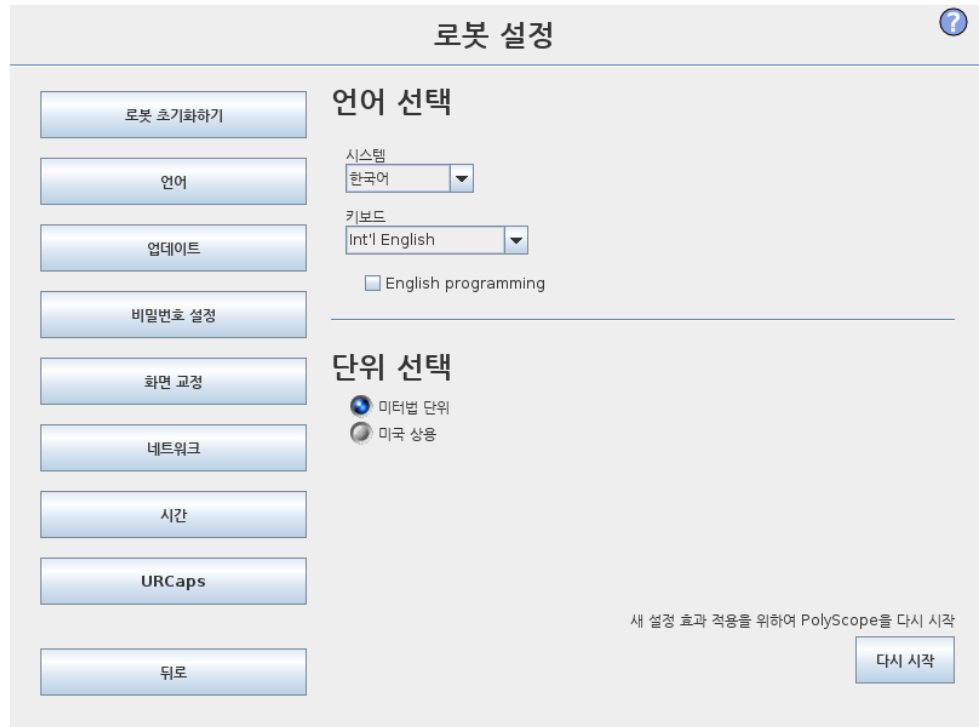 로봇 설정
?
로봇 초기화하기
언어
업데이트
비밀번호 설정
화면 교정
네트워크
시간
URCaps
뒤로
언어 선택
시스템
한국어
키보드
Int'l English
English programming
단위 선택
미터법 단위
미국 상용
새 설정 효과 적용을 위하여 PolyScope을 다시 시작
다시 시작